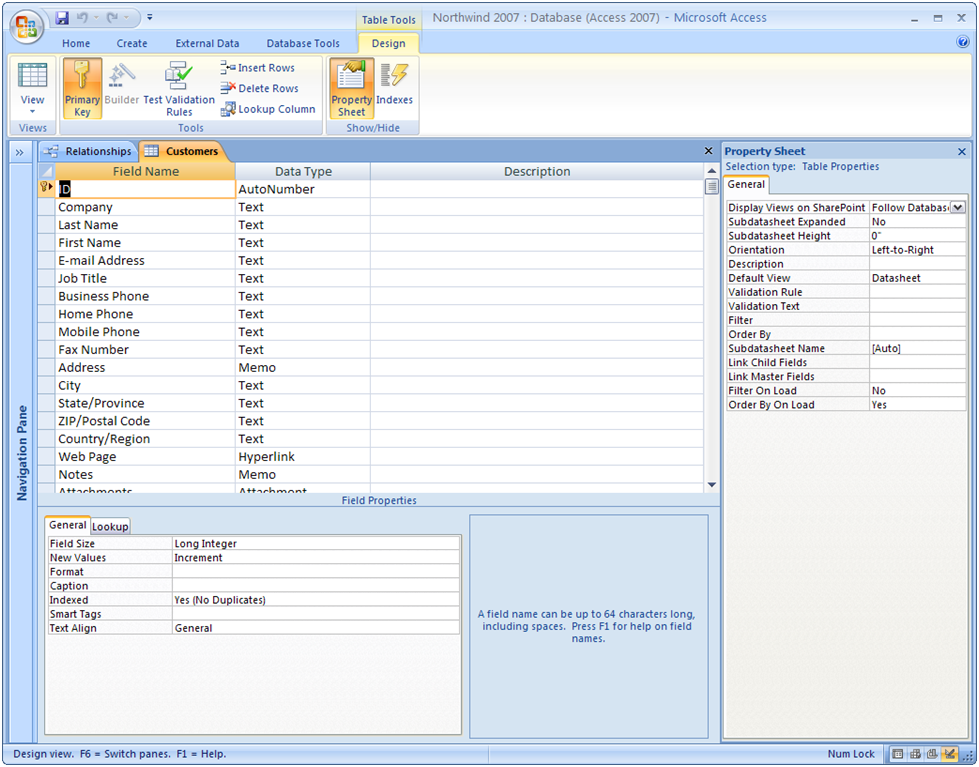 Table Tools
Northwind 2007 : Database (Access 2007) - Microsoft Access
Home Create External Data Database Tools Design
View
Primary Key
Builder
Test Validation Rules
Insert Rows
Delete Rows
Lookup Column
Property Sheet
Indexes
Views Tools Show/Hide
»
Relationships Customers
Field Name Data Type Description
ID AutoNumber
Company Text
Last Name Text
First Name Text
E-mail Address Text
Job Title Text
Business Phone Text
Home Phone Text
Mobile Phone Text
Fax Number Text
Address Memo
City Text
State/Province Text
ZIP/Postal Code Text
Country/Region Text
Web Page Hyperlink
Notes Memo
Attachments Attachment
Navigation Pane
Field Properties
General Lookup
Field Size Long Integer
New Values Increment
Format
Caption
Indexed Yes (No Duplicates)
Smart Tags
Text Align General
A field name can be up to 64 characters long,
including spaces. Press F1 for help on field
names.
Property Sheet
Selection type: Table Properties
General
Display Views on SharePoint Follow Databas
Subdatasheet Expanded No
Subdatasheet Height 0"
Orientation Left-to-Right
Description
Default View Datasheet
Validation Rule
Validation Text
Filter
Order By
Subdatasheet Name [Auto]
Link Child Fields
Link Master Fields
Filter On Load No
Order By On Load Yes
Design view. F6 = Switch panes. F1 = Help.
Num Lock